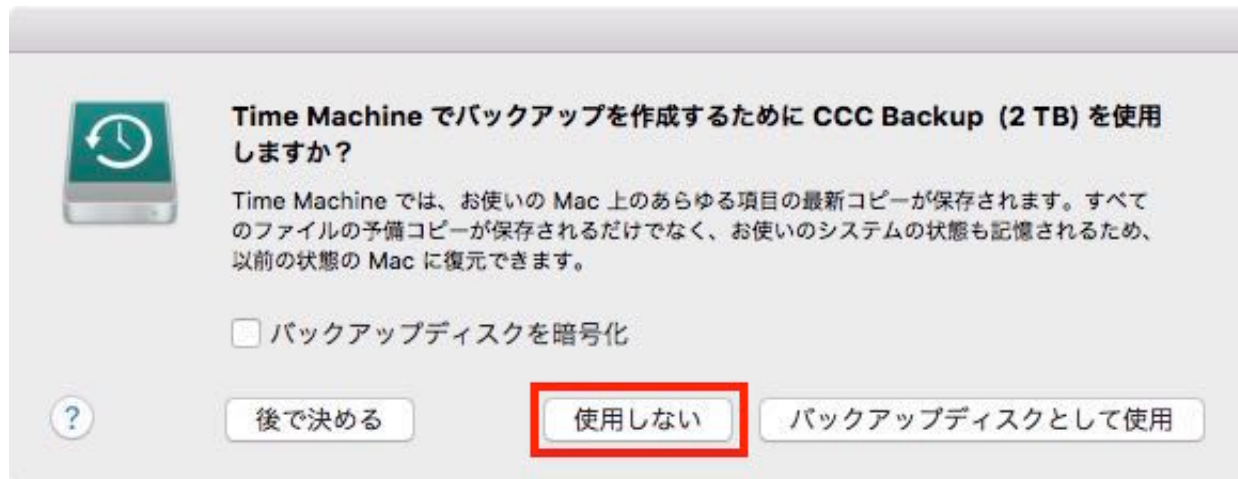 Time Machine でバックアップを作成するために CCC Backup (2 TB) を使用
しますか？
Time Machine では、お使いの Mac 上のあらゆる項目の最新コピーが保存されます。すべて
のファイルの予備コピーが保存されるだけでなく、お使いのシステムの状態も記憶されるため、
以前の状態の Mac に復元できます。
バックアップディスクを暗号化
? 後で決める 使用しない バックアップディスクとして使用